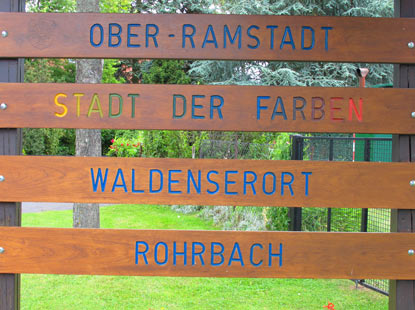 OBER-RAMSTADT
STADT DER FARBEN
WALDENSERORT
ROHRBACH